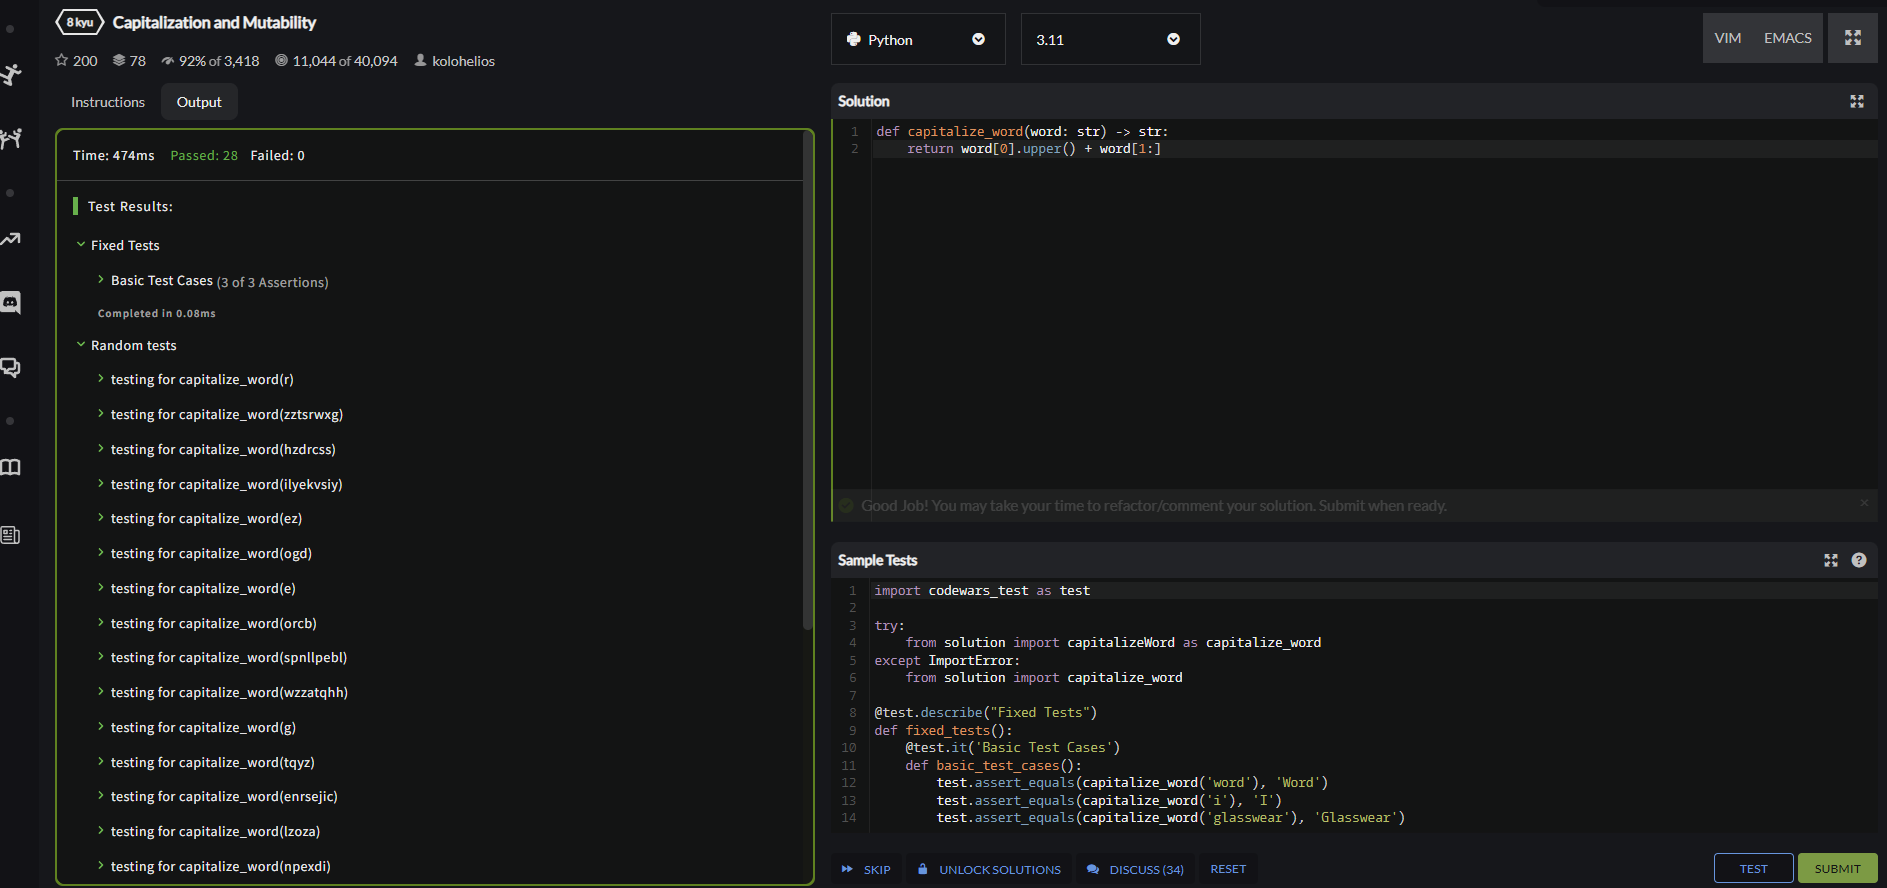 8 kyu Capitalization and Mutability
200 78 92% of 3,418 11,044 of 40,094 kolohelios
Instructions Output
Time: 474ms Passed: 28 Failed: 0
Test Results:
Fixed Tests
Basic Test Cases (3 of 3 Assertions)
Completed in 0.08ms
Random tests
testing for capitalize_word(r)
testing for capitalize_word(zztsrwxg)
testing for capitalize_word(hzdrcss)
testing for capitalize_word(ilyekvsiy)
testing for capitalize_word(ez)
testing for capitalize_word(ogd)
testing for capitalize_word(e)
testing for capitalize_word(orcb)
testing for capitalize_word(spnllpebl)
testing for capitalize_word(wzzatqhh)
testing for capitalize_word(g)
testing for capitalize_word(tqyz)
testing for capitalize_word(enrsejic)
testing for capitalize_word(lzoza)
testing for capitalize_word(npexdi)
Python 3.11 VIM EMACS
Solution
1 def capitalize_word(word: str) -> str:
2 return word[0].upper() + word[1:]
Good Job! You may take your time to refactor/comment your solution. Submit when ready.
Sample Tests
1 import codewars_test as test
2
3 try:
4 from solution import capitalizeWord as capitalize_word
5 except ImportError:
6 from solution import capitalize_word
7
8 @test.describe("Fixed Tests")
9 def fixed_tests():
10 @test.it('Basic Test Cases')
11 def basic_test_cases():
12 test.assert_equals(capitalize_word('word'), 'Word')
13 test.assert_equals(capitalize_word('i'), 'I')
14 test.assert_equals(capitalize_word('glasswear'), 'Glasswear')
SKIP UNLOCK SOLUTIONS DISCUSS (34) RESET TEST SUBMIT